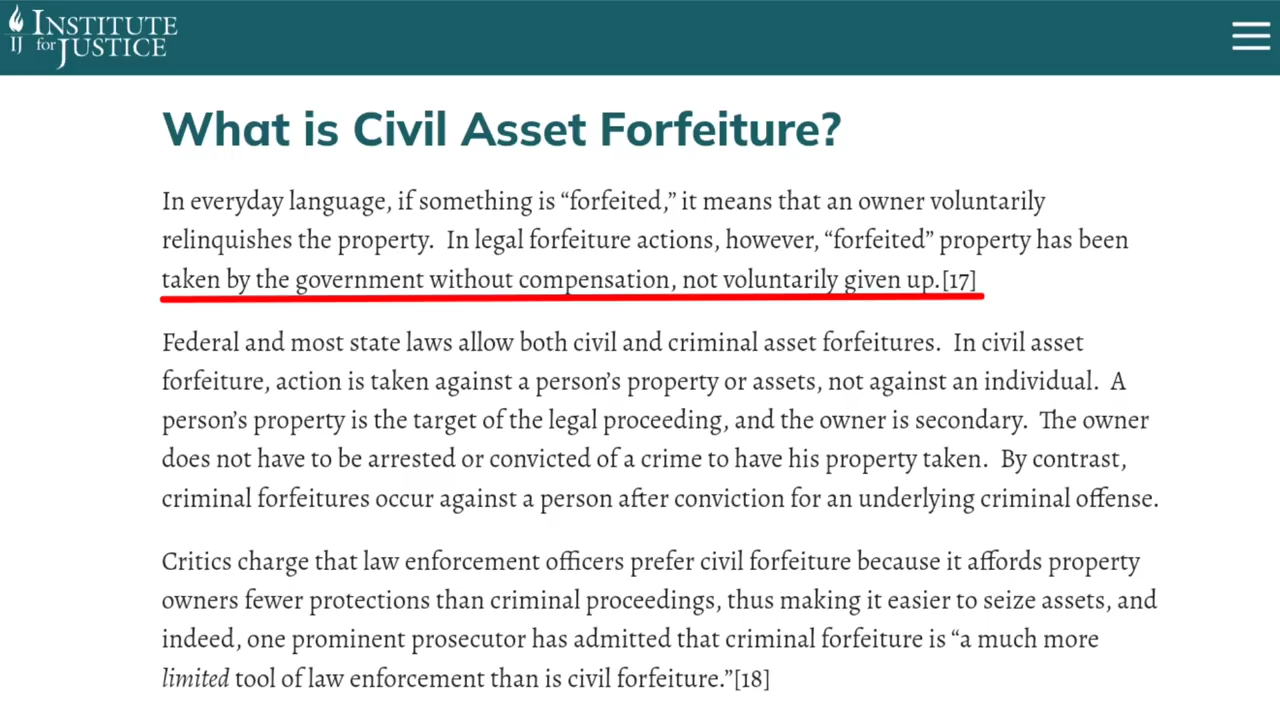 INSTITUTE
IJ for JUSTICE
What is Civil Asset Forfeiture?
In everyday language, if something is “forfeited,” it means that an owner voluntarily
relinquishes the property.  In legal forfeiture actions, however, “forfeited” property has been
taken by the government without compensation, not voluntarily given up.[17]
Federal and most state laws allow both civil and criminal asset forfeitures.  In civil asset
forfeiture, action is taken against a person’s property or assets, not against an individual.  A
person’s property is the target of the legal proceeding, and the owner is secondary.  The owner
does not have to be arrested or convicted of a crime to have his property taken.  By contrast,
criminal forfeitures occur against a person after conviction for an underlying criminal offense.
Critics charge that law enforcement officers prefer civil forfeiture because it affords property
owners fewer protections than criminal proceedings, thus making it easier to seize assets, and
indeed, one prominent prosecutor has admitted that criminal forfeiture is “a much more
limited tool of law enforcement than is civil forfeiture.”[18]